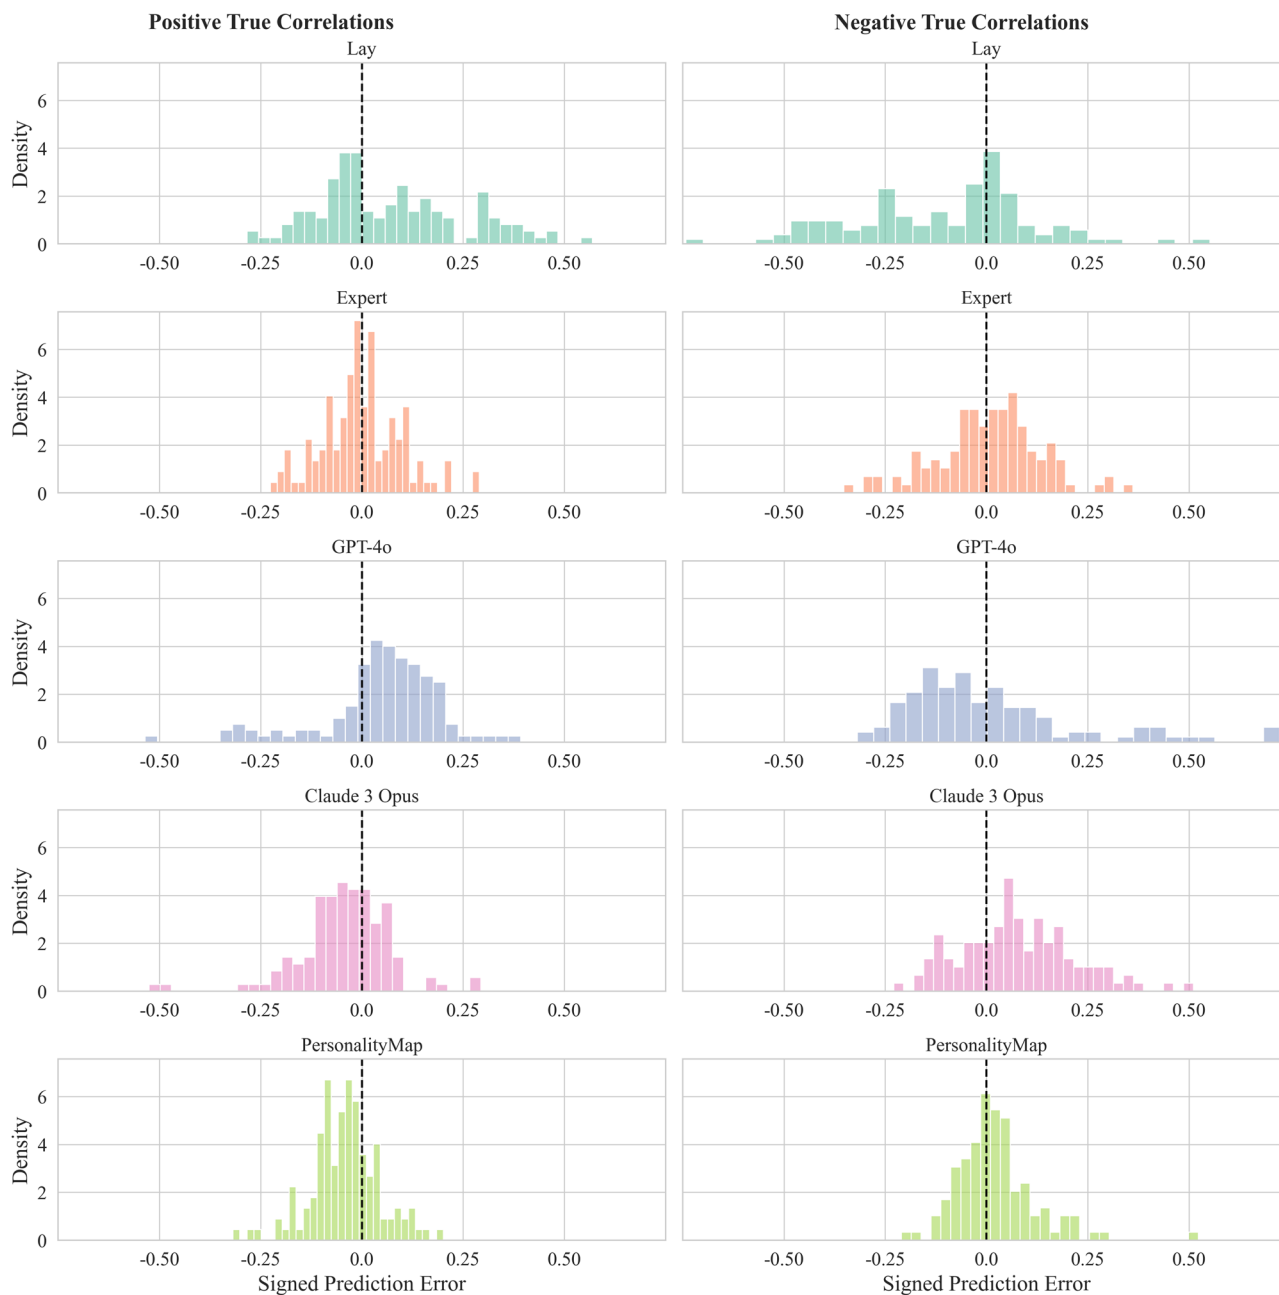 Positive True Correlations
Negative True Correlations
Lay
Lay
Density
6
4
2
0
-0.50 -0.25 0.0 0.25 0.50
-0.50 -0.25 0.0 0.25 0.50
Expert
Expert
Density
6
4
2
0
-0.50 -0.25 0.0 0.25 0.50
-0.50 -0.25 0.0 0.25 0.50
GPT-4o
GPT-4o
Density
6
4
2
0
-0.50 -0.25 0.0 0.25 0.50
-0.50 -0.25 0.0 0.25 0.50
Claude 3 Opus
Claude 3 Opus
Density
6
4
2
0
-0.50 -0.25 0.0 0.25 0.50
-0.50 -0.25 0.0 0.25 0.50
PersonalityMap
PersonalityMap
Density
6
4
2
0
-0.50 -0.25 0.0 0.25 0.50
-0.50 -0.25 0.0 0.25 0.50
Signed Prediction Error
Signed Prediction Error